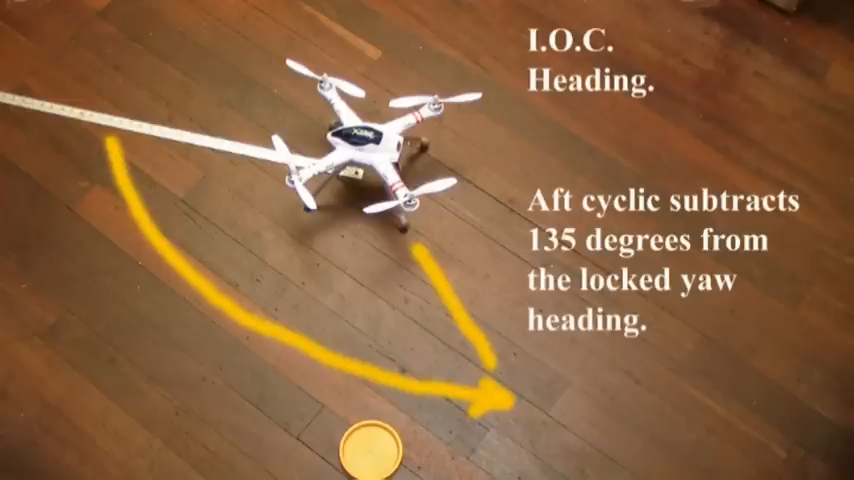 I.O.C.
Heading.
Aft cyclic subtracts
135 degrees from
the locked yaw
heading.